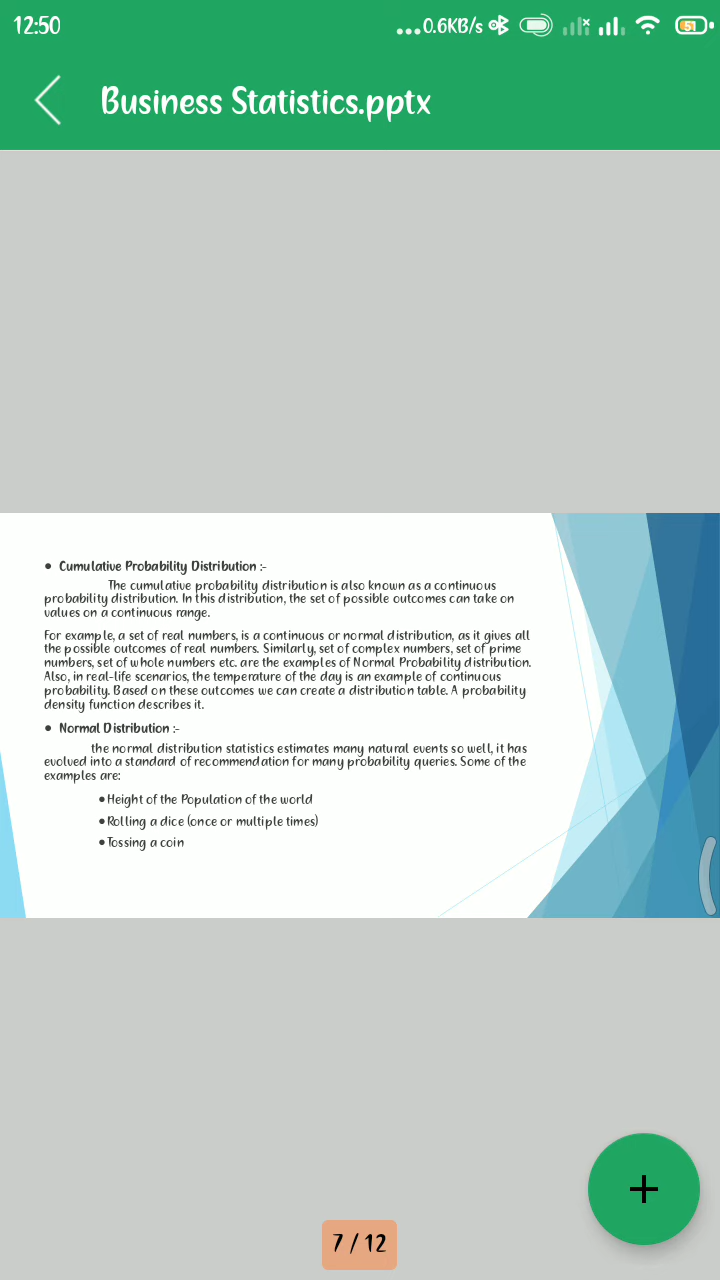 12:50
...0.6KB/s
51
Business Statistics.pptx
• Cumulative Probability Distribution :-
The cumulative probability distribution is also known as a continuous
probability distribution. In this distribution, the set of possible outcomes can take on
values on a continuous range.
For example, a set of real numbers, is a continuous or normal distribution, as it gives all
the possible outcomes of real numbers. Similarly, set of complex numbers, set of prime
numbers, set of whole numbers etc. are the examples of Normal Probability distribution.
Also, in real-life scenarios, the temperature of the day is an example of continuous
probability. Based on these outcomes we can create a distribution table. A probability
density function describes it.
• Normal Distribution :-
the normal distribution statistics estimates many natural events so well, it has
evolved into a standard of recommendation for many probability queries. Some of the
examples are:
• Height of the Population of the world
• Rolling a dice (once or multiple times)
• Tossing a coin
+
7 / 12